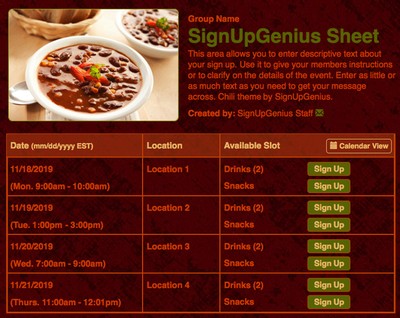 Group Name
SignUpGenius Sheet
This area allows you to enter descriptive text about
your sign up. Use it to give your members instructions
or to clarify on the details of the event. Enter as little or
as much text as you need to get your message
across. Chili theme by SignUpGenius.
Created by: SignUpGenius Staff
Date (mm/dd/yyyy EST) Location Available Slot Calendar View
11/18/2019 Location 1 Drinks (2) Sign Up
(Mon. 9:00am - 10:00am) Snacks Sign Up
11/19/2019 Location 2 Drinks (2) Sign Up
(Tue. 1:00pm - 3:00pm) Snacks Sign Up
11/20/2019 Location 3 Drinks (2) Sign Up
(Wed. 7:00am - 9:00am) Snacks Sign Up
11/21/2019 Location 4 Drinks (2) Sign Up
(Thurs. 11:00am - 12:01pm) Snacks Sign Up